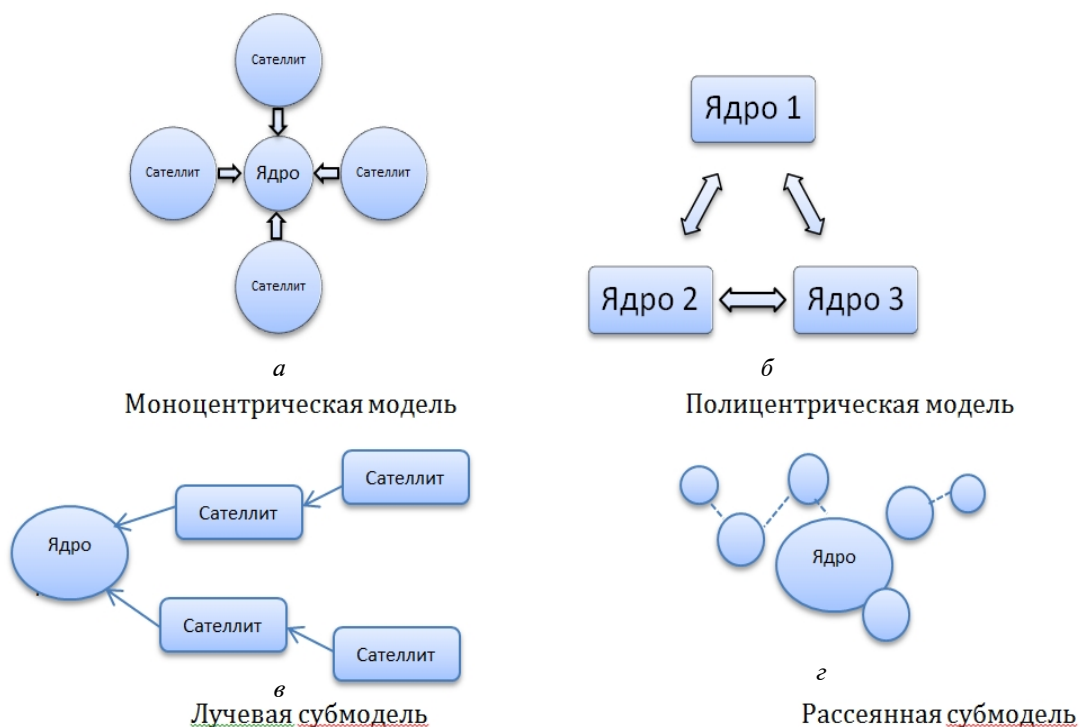 Сателлит
Сателлит
Ядро
Сателлит
Сателлит
а
Моноцентрическая модель
Ядро 1
Ядро 2
Ядро 3
б
Полицентрическая модель
Ядро
Сателлит
Сателлит
Сателлит
Сателлит
в
Лучевая субмодель
Ядро
г
Рассеянная субмодель